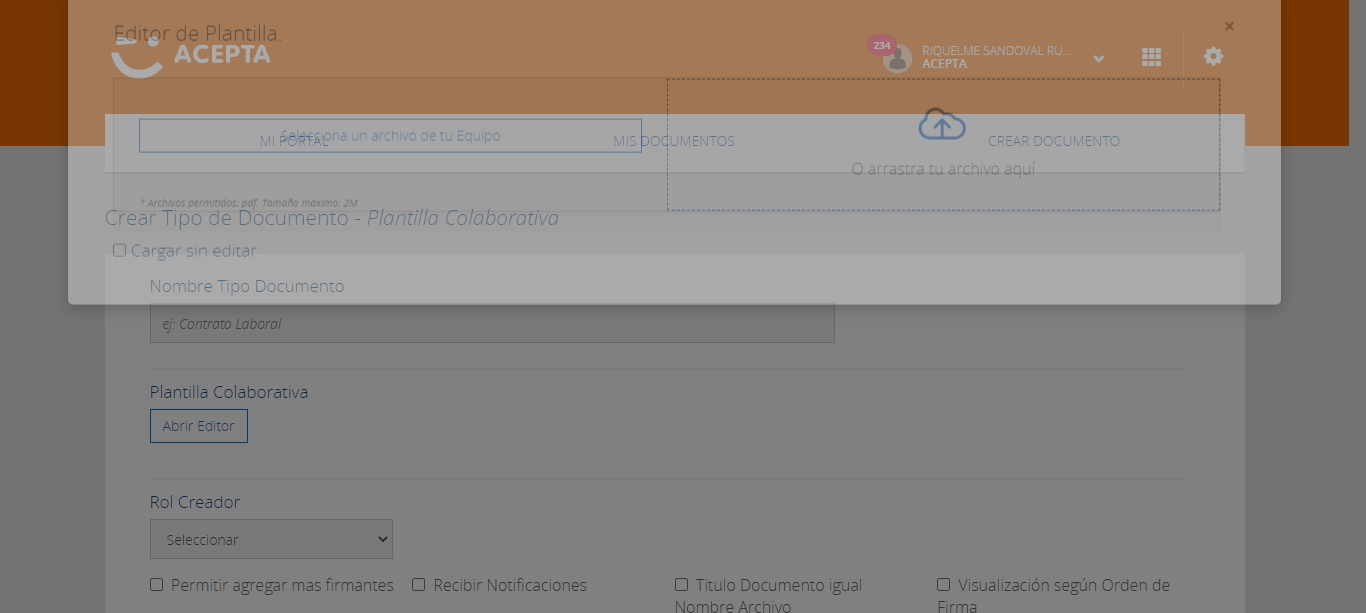 Editor de Plantilla.
×
ACEPTA
234
RIQUELME SANDOVAL RU...
ACEPTA
Selecciona un archivo de tu Equipo
MI PORTAL
MIS DOCUMENTOS
CREAR DOCUMENTO
O arrastra tu archivo aquí
* Archivos permitidos: pdf. Tamaño maximo: 2M
Crear Tipo de Documento - Plantilla Colaborativa
Cargar sin editar
Nombre Tipo Documento
ej: Contrato Laboral
Plantilla Colaborativa
Abrir Editor
Rol Creador
Seleccionar
Permitir agregar mas firmantes
Recibir Notificaciones
Titulo Documento igual
Nombre Archivo
Visualización según Orden de
Firma